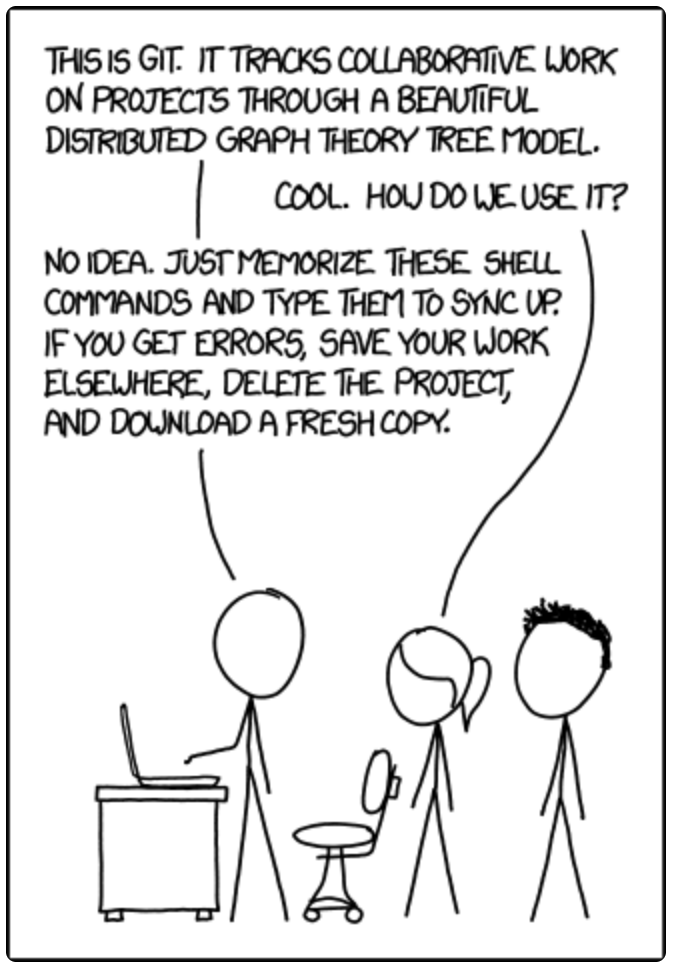 THIS IS GIT. IT TRACKS COLLABORATIVE WORK
ON PROJECTS THROUGH A BEAUTIFUL
DISTRIBUTED GRAPH THEORY TREE MODEL.
COOL. HOW DO WE USE IT?
NO IDEA. JUST MEMORIZE THESE SHELL
COMMANDS AND TYPE THEM TO SYNC UP.
IF YOU GET ERRORS, SAVE YOUR WORK
ELSEWHERE, DELETE THE PROJECT,
AND DOWNLOAD A FRESH COPY.